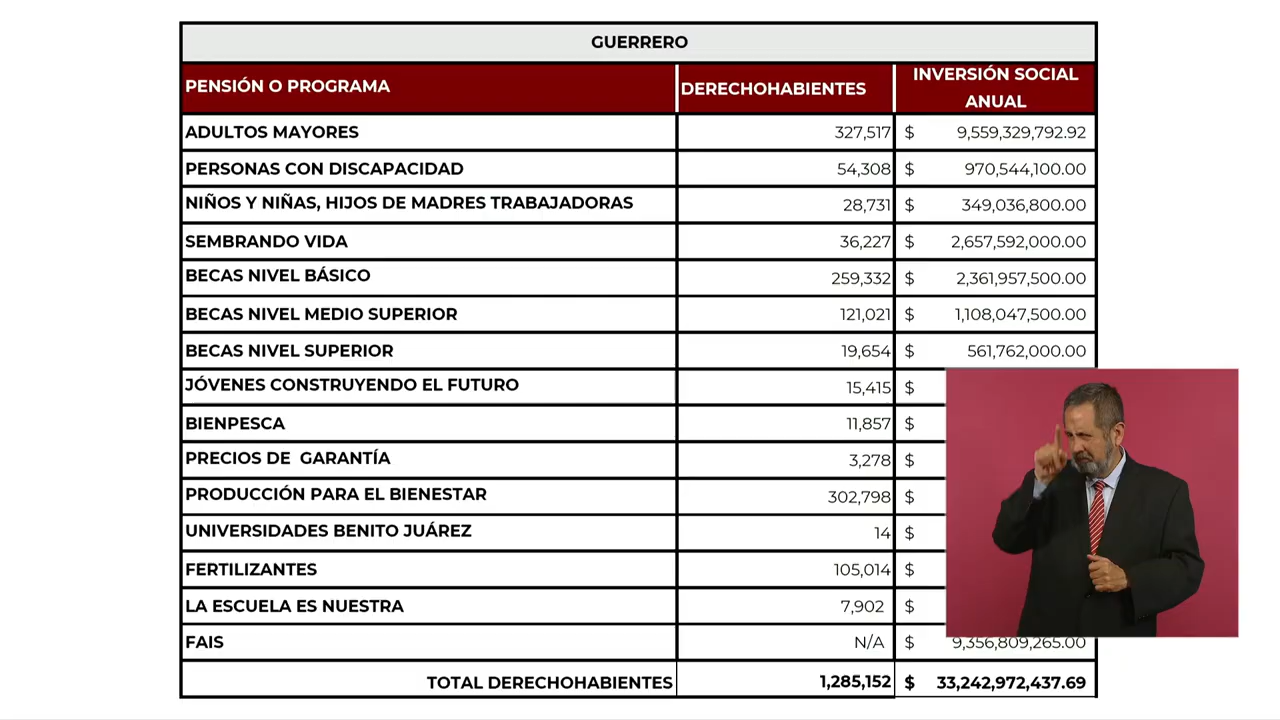 GUERRERO
PENSIÓN O PROGRAMA DERECHOHABIENTES INVERSIÓN SOCIAL ANUAL
ADULTOS MAYORES 327,517 $ 9,559,329,792.92
PERSONAS CON DISCAPACIDAD 54,308 $ 970,544,100.00
NIÑOS Y NIÑAS, HIJOS DE MADRES TRABAJADORAS 28,731 $ 349,036,800.00
SEMBRANDO VIDA 36,227 $ 2,657,592,000.00
BECAS NIVEL BÁSICO 259,332 $ 2,361,957,500.00
BECAS NIVEL MEDIO SUPERIOR 121,021 $ 1,108,047,500.00
BECAS NIVEL SUPERIOR 19,654 $ 561,762,000.00
JÓVENES CONSTRUYENDO EL FUTURO 15,415 $
BIENPESCA 11,857 $
PRECIOS DE GARANTÍA 3,278 $
PRODUCCIÓN PARA EL BIENESTAR 302,798 $
UNIVERSIDADES BENITO JUÁREZ 14 $
FERTILIZANTES 105,014 $
LA ESCUELA ES NUESTRA 7,902 $
FAIS N/A $ 9,356,809,265.00
TOTAL DERECHOHABIENTES 1,285,152 $ 33,242,972,437.69